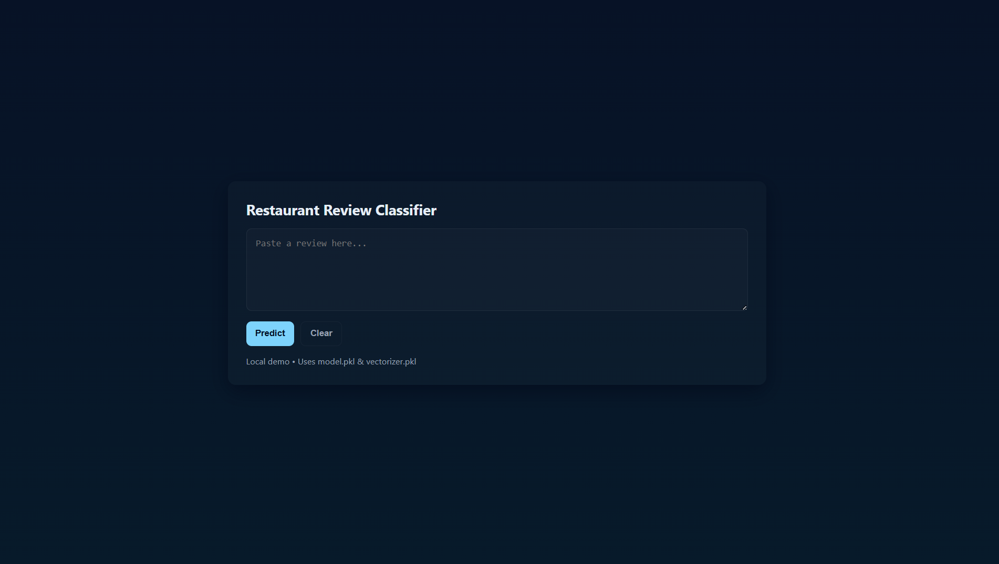 Restaurant Review Classifier
Paste a review here...
Predict
Clear
Local demo • Uses model.pkl & vectorizer.pkl